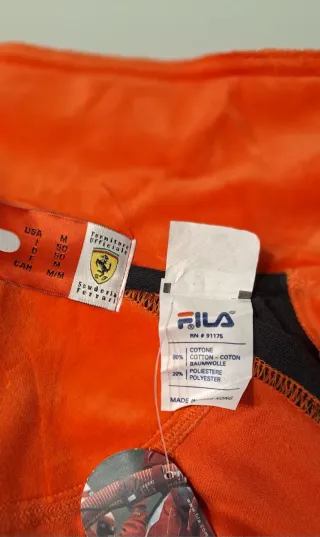 USA M
I 50
D 50
F M
CAN M/M
Fornitore
Ufficiale
Scuderia
Ferrari
FILA
RN # 91175
80% COTONE
COTTON - COTON
BAUMWOLLE
20% POLIESTERE
POLYESTER
MADE
KONG